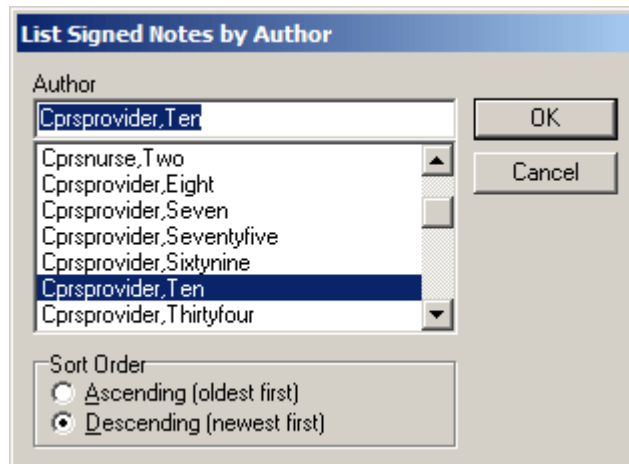 List Signed Notes by Author
Author
Cprsprovider,Ten
OK
Cancel
Cprsnurse,Two
Cprsprovider,Eight
Cprsprovider,Seven
Cprsprovider,Seventyfive
Cprsprovider,Sixtynine
Cprsprovider,Ten
Cprsprovider,Thirtyfour
Sort Order
Ascending (oldest first)
Descending (newest first)